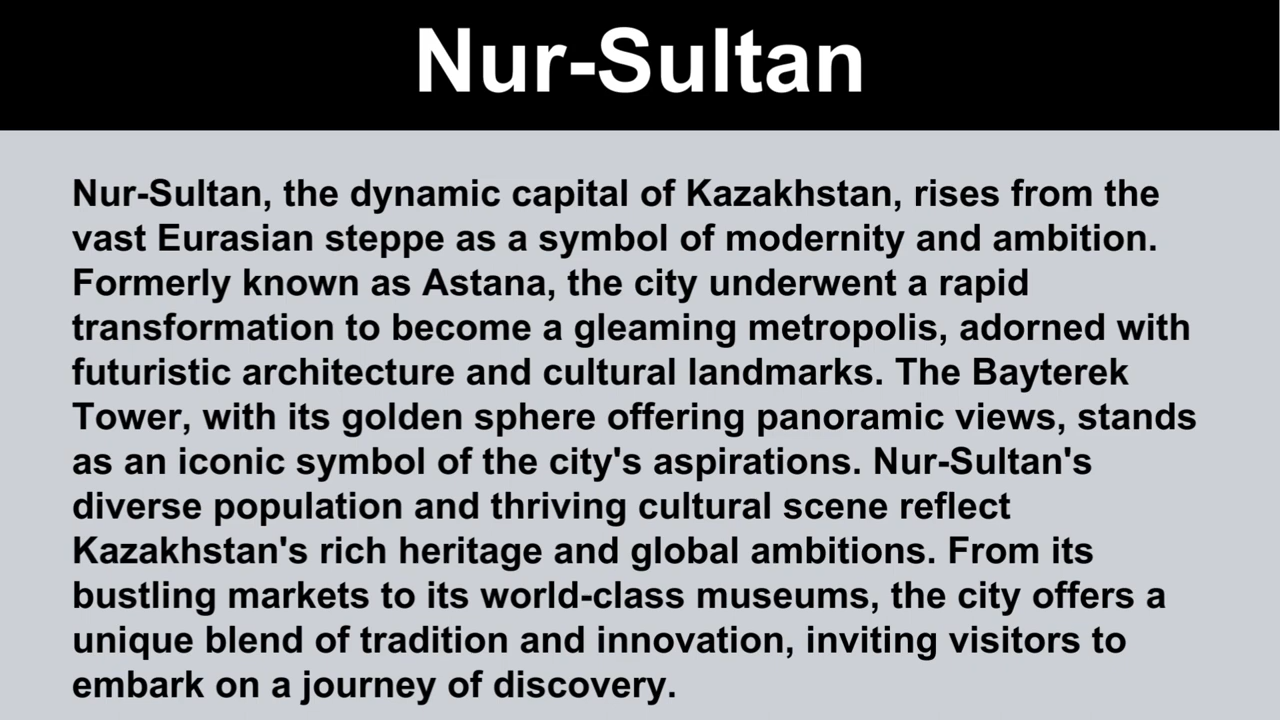 Nur-Sultan
Nur-Sultan, the dynamic capital of Kazakhstan, rises from the
vast Eurasian steppe as a symbol of modernity and ambition.
Formerly known as Astana, the city underwent a rapid
transformation to become a gleaming metropolis, adorned with
futuristic architecture and cultural landmarks. The Bayterek
Tower, with its golden sphere offering panoramic views, stands
as an iconic symbol of the city's aspirations. Nur-Sultan's
diverse population and thriving cultural scene reflect
Kazakhstan's rich heritage and global ambitions. From its
bustling markets to its world-class museums, the city offers a
unique blend of tradition and innovation, inviting visitors to
embark on a journey of discovery.